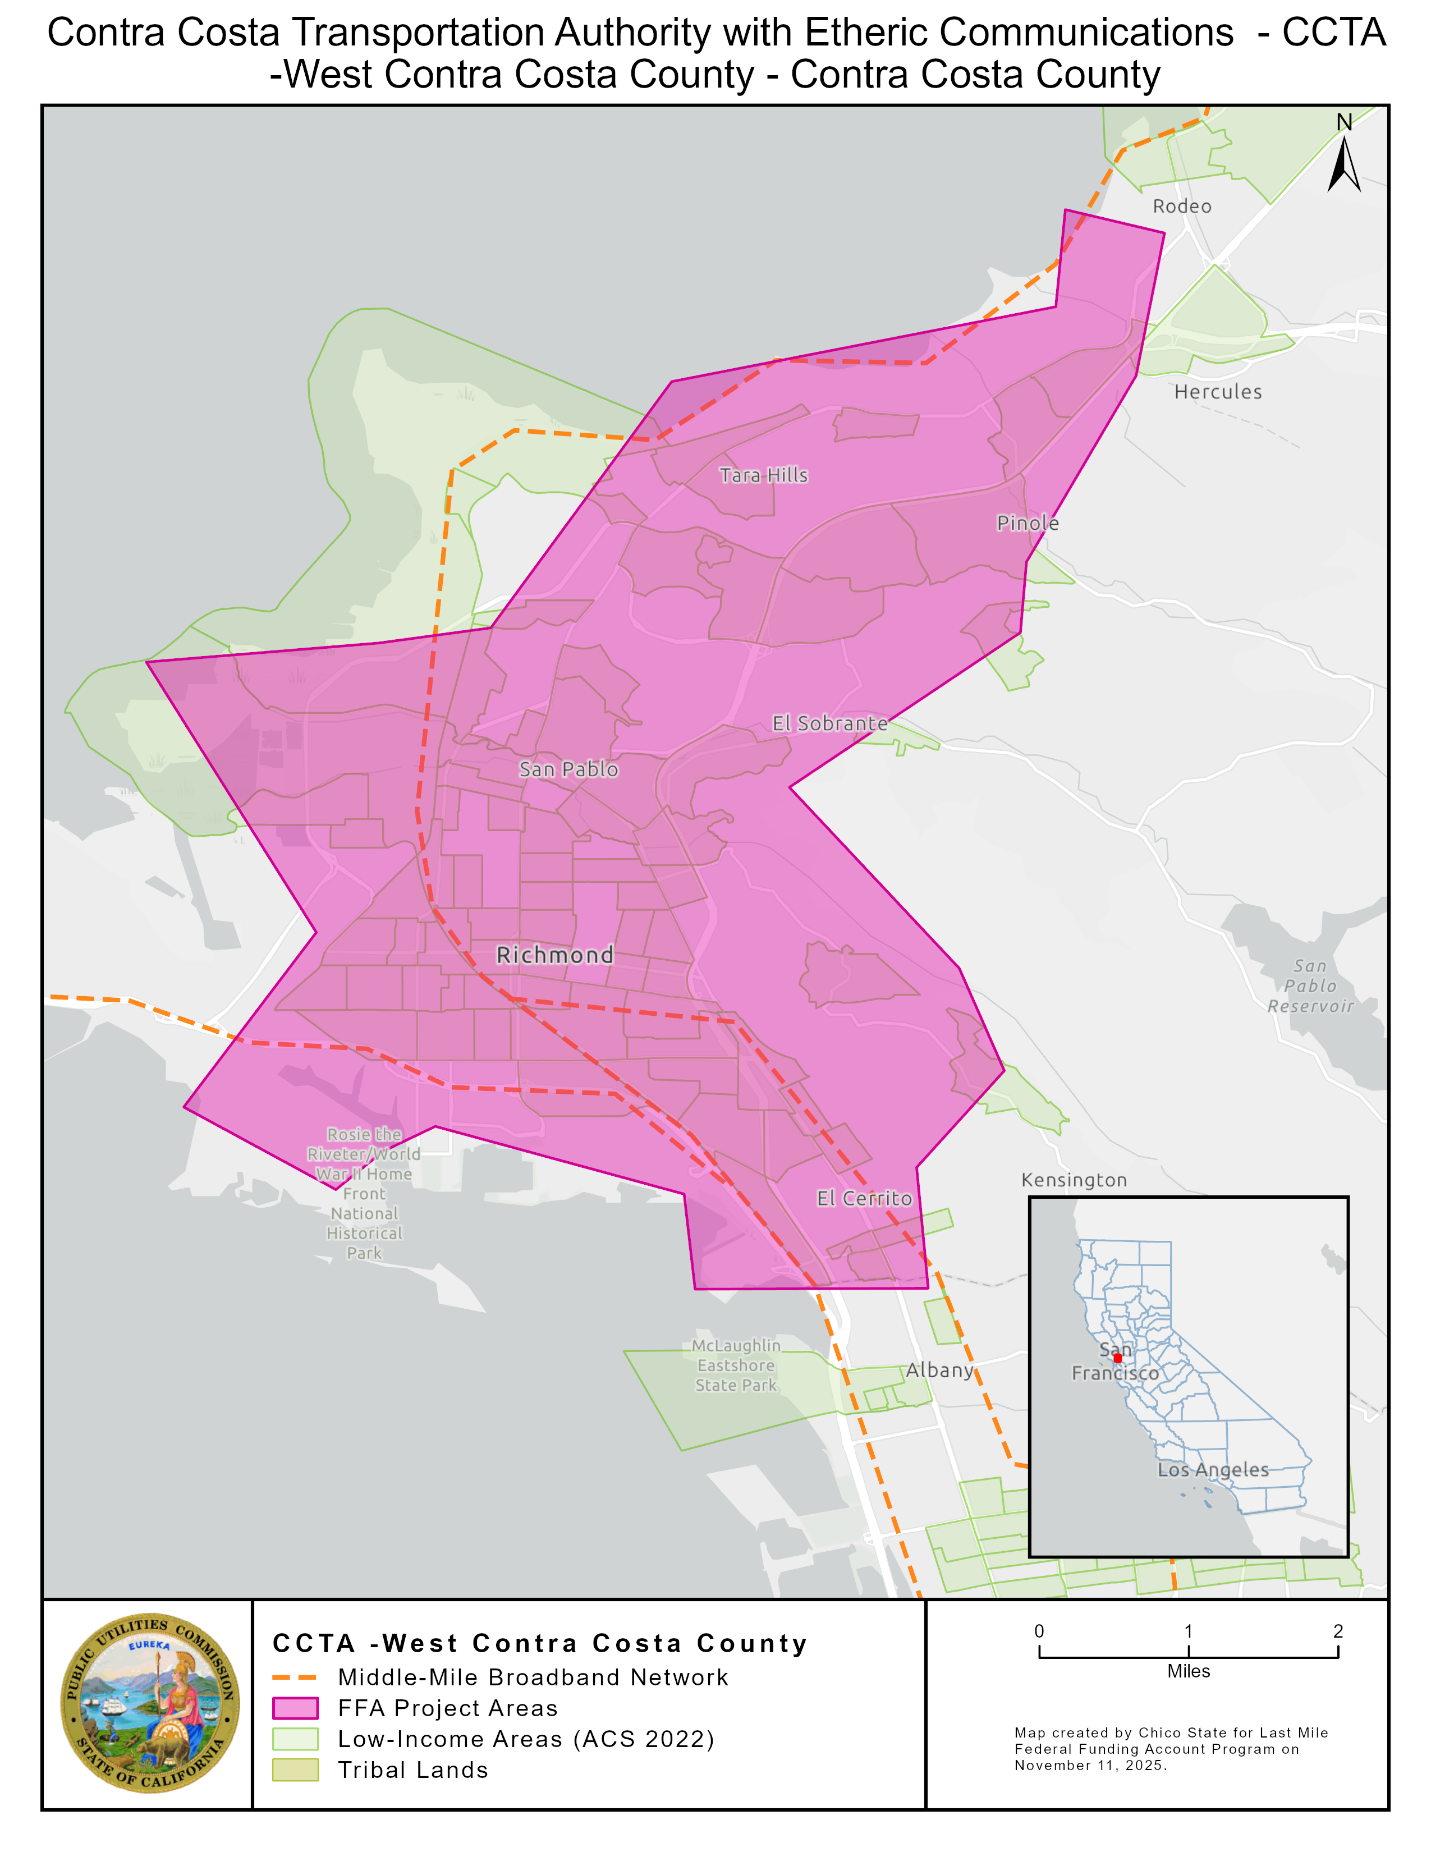 Contra Costa Transportation Authority with Etheric Communications  - CCTA
-West Contra Costa County - Contra Costa County
N
Rodeo
Hercules
Tara Hills
Pinole
El Sobrante
San Pablo
Richmond
San
Pablo
Reservoir
Rosie the
Riveter/World
War II Home
Front
National
Historical
Park
Kensington
El Cerrito
McLaughlin
Eastshore
State Park
Albany
San
Francisco
Los Angeles
PUBLIC UTILITIES COMMISSION
EUREKA
STATE OF CALIFORNIA
CCTA -West Contra Costa County
Middle-Mile Broadband Network
FFA Project Areas
Low-Income Areas (ACS 2022)
Tribal Lands
0 1 2
Miles
Map created by Chico State for Last Mile
Federal Funding Account Program on
November 11, 2025.